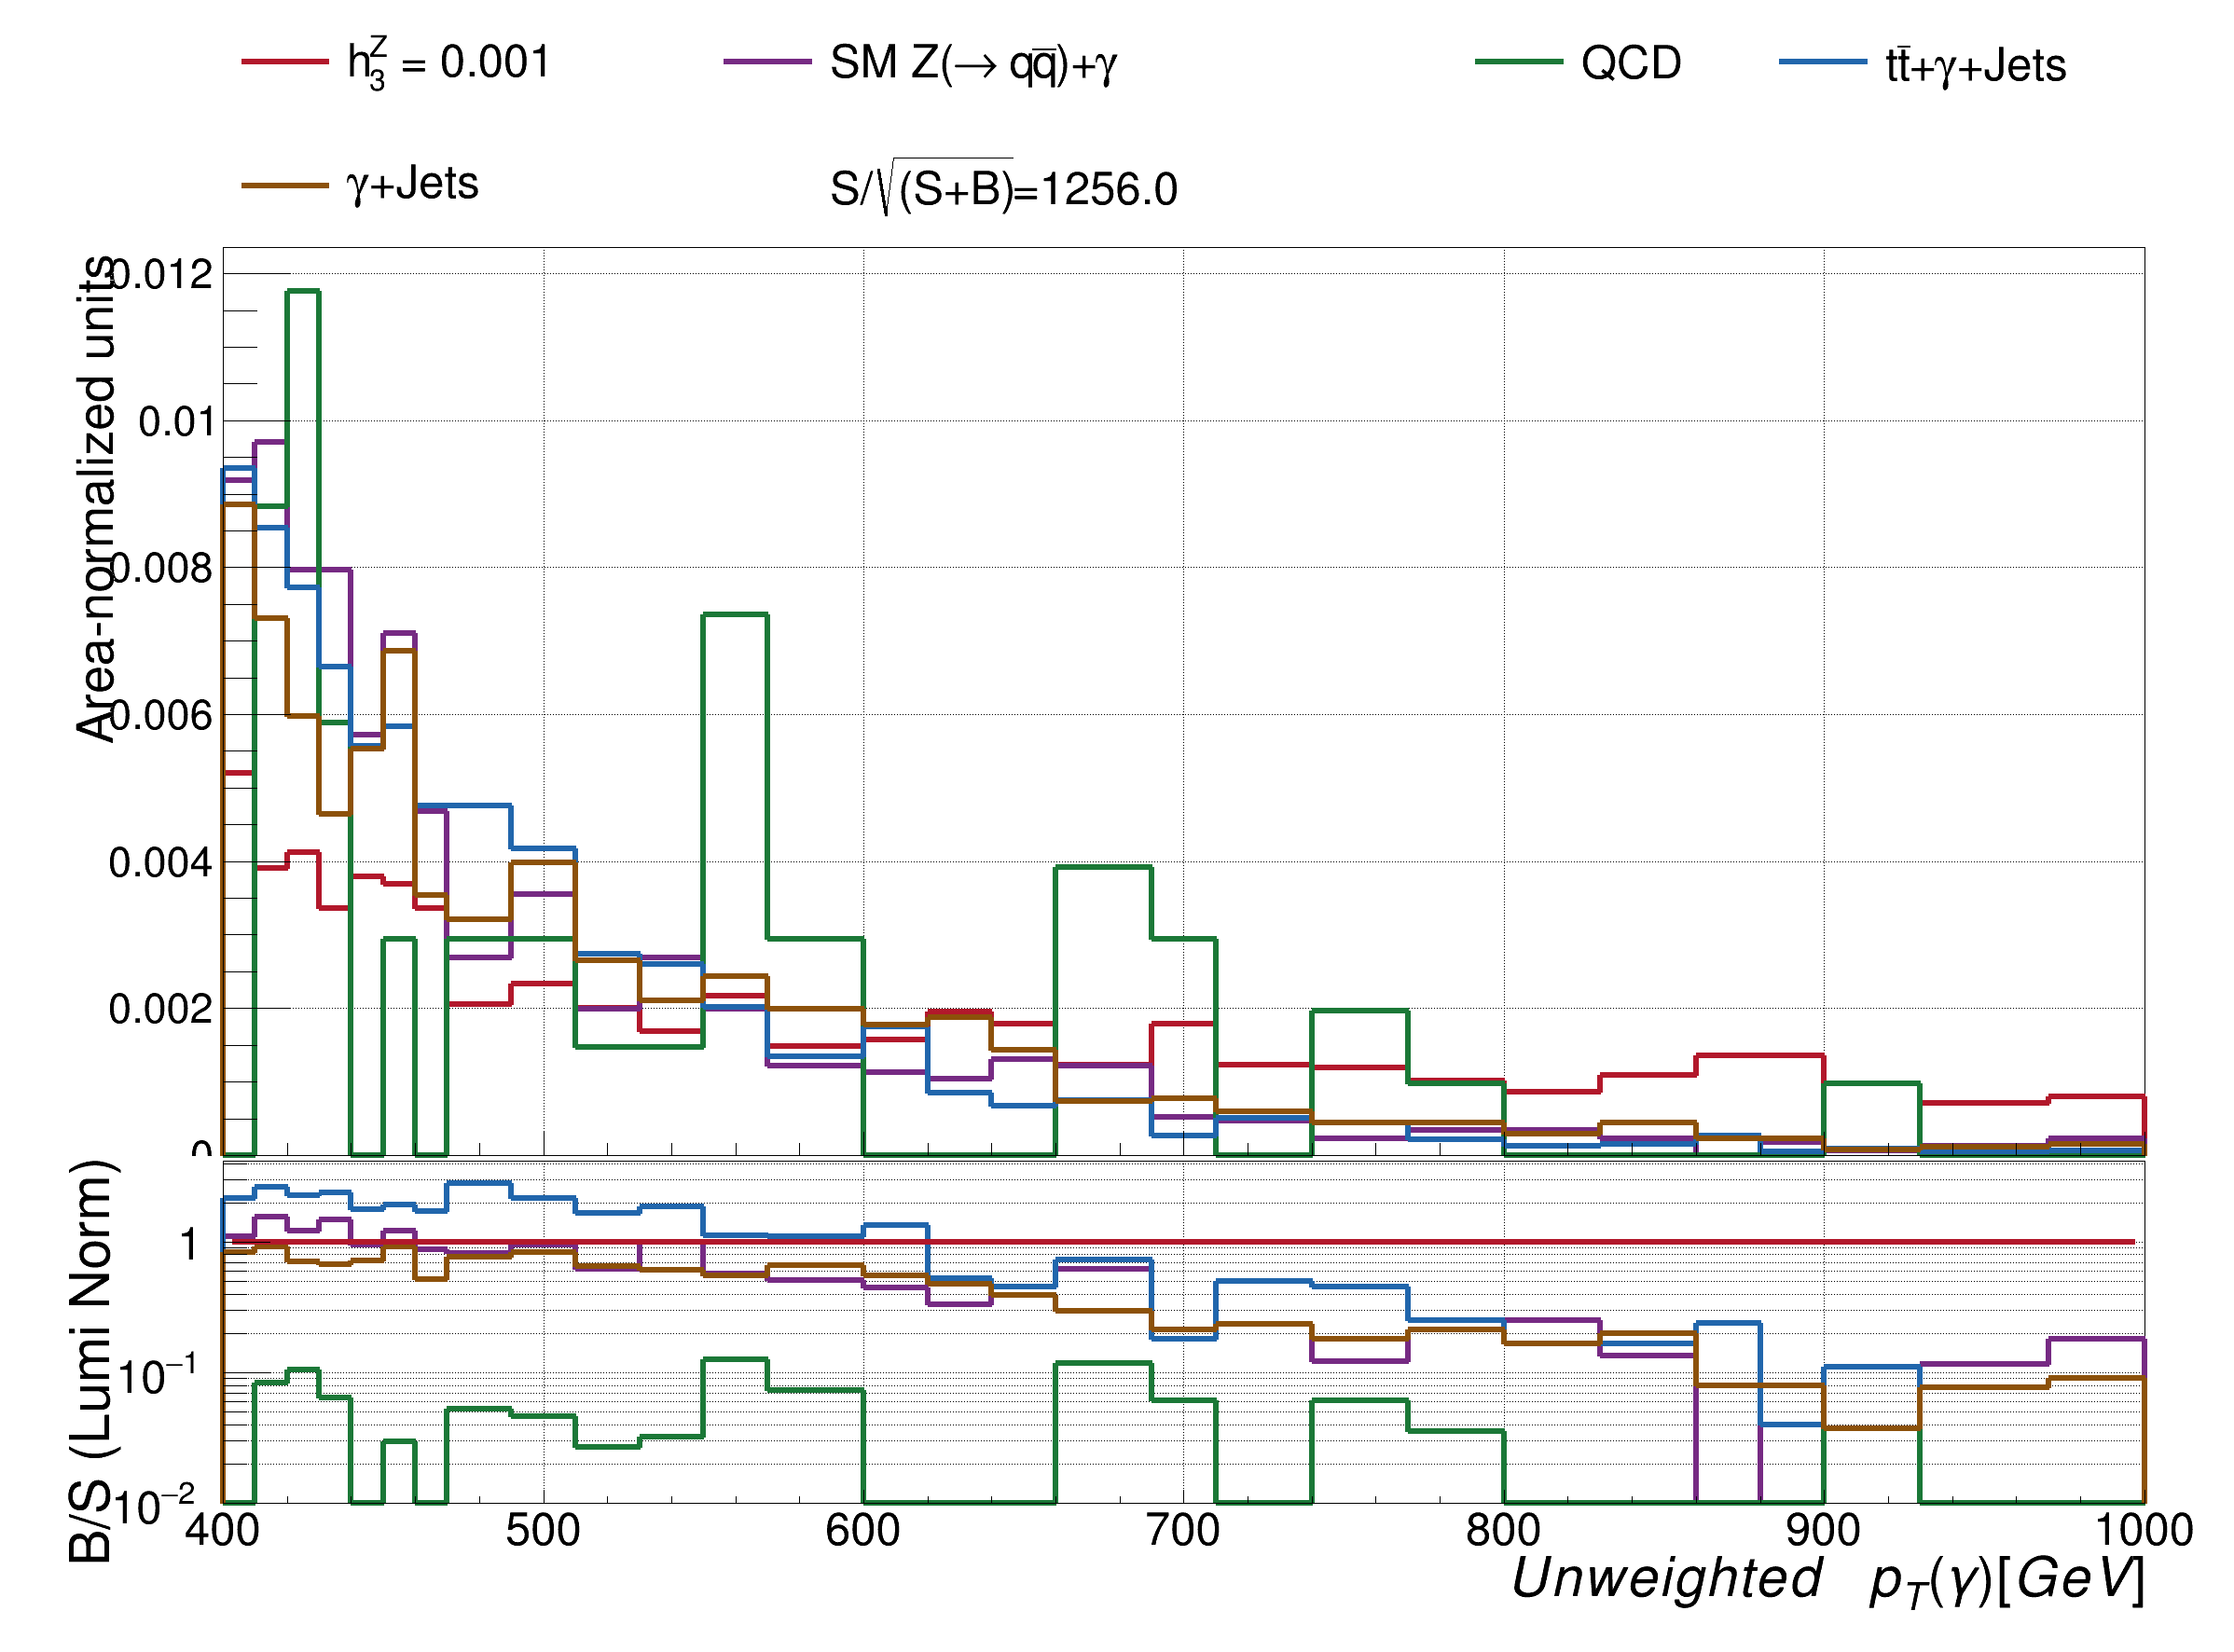 h₃ᶻ = 0.001 SM Z(→ qq̅)+γ QCD tt̄+γ+Jets
γ+Jets S/√(S+B)=1256.0
Area-normalized units
0.012
0.01
0.008
0.006
0.004
0.002
0
B/S (Lumi Norm)
1
10⁻¹
10⁻²
400 500 600 700 800 900 1000
Unweighted p_T(γ)[GeV]